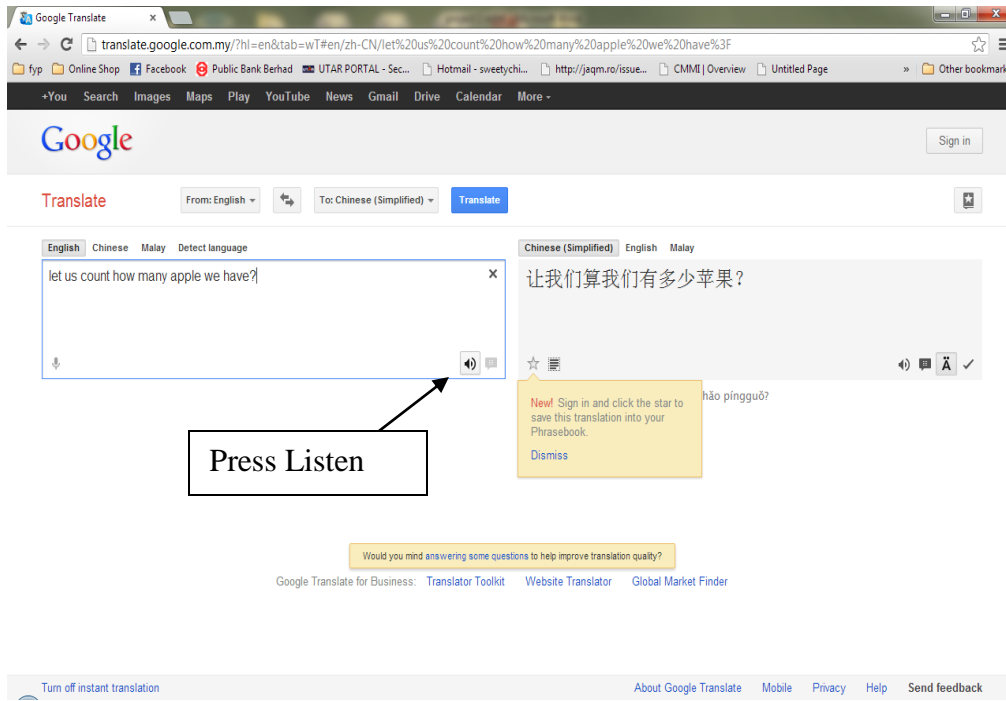 Google Translate
translate.google.com.my/?hl=en&tab=wT#en/zh-CN/let%20us%20count%20how%20many%20apple%20we%20have%3F
fyp Online Shop Facebook Public Bank Berhad UTAR PORTAL - Sec... Hotmail - sweetychi... http://jaqm.ro/issue... CMMI | Overview Untitled Page » Other bookmark
+You Search Images Maps Play YouTube News Gmail Drive Calendar More
Google
Sign in
Translate From: English To: Chinese (Simplified) Translate
English Chinese Malay Detect language
Chinese (Simplified) English Malay
let us count how many apple we have?
让我们算我们有多少苹果?
Ä
hǎo píngguǒ?
New! Sign in and click the star to
save this translation into your
Phrasebook.
Dismiss
Press Listen
Would you mind answering some questions to help improve translation quality?
Google Translate for Business: Translator Toolkit Website Translator Global Market Finder
Turn off instant translation
About Google Translate Mobile Privacy Help Send feedback